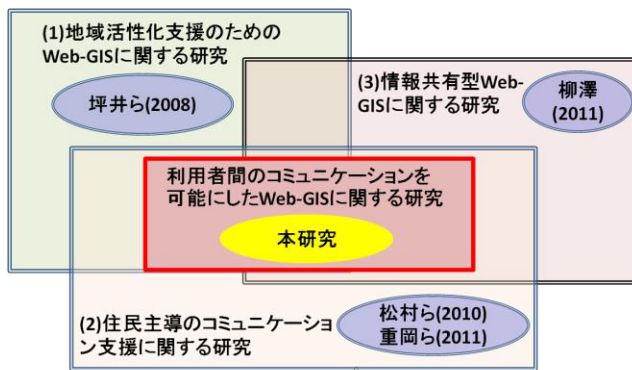 (1)地域活性化支援のための
Web-GISに関する研究
坪井ら(2008)
(3)情報共有型Web-
GISに関する研究
柳澤
(2011)
利用者間のコミュニケーションを
可能にしたWeb-GISに関する研究
本研究
(2)住民主導のコミュニケーショ
ン支援に関する研究
松村ら(2010)
重岡ら(2011)